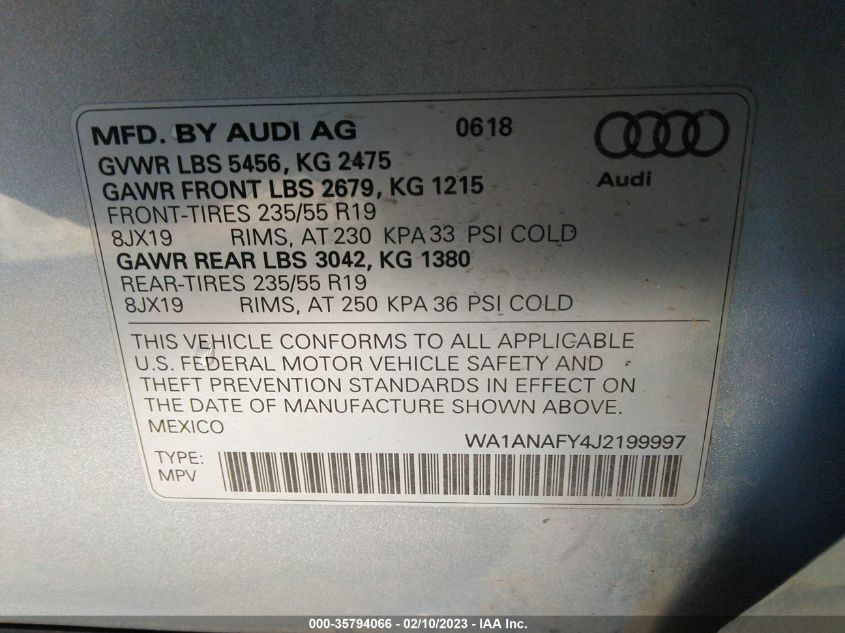 MFD. BY AUDI AG 0618
GVWR LBS 5456, KG 2475
GAWR FRONT LBS 2679, KG 1215
Audi
FRONT-TIRES 235/55 R19
8JX19 RIMS, AT 230 KPA 33 PSI COLD
GAWR REAR LBS 3042, KG 1380
REAR-TIRES 235/55 R19
8JX19 RIMS, AT 250 KPA 36 PSI COLD
THIS VEHICLE CONFORMS TO ALL APPLICABLE
U.S. FEDERAL MOTOR VEHICLE SAFETY AND
THEFT PREVENTION STANDARDS IN EFFECT ON
THE DATE OF MANUFACTURE SHOWN ABOVE.
MEXICO
WA1ANAFY4J2199997
TYPE:
MPV
000-35794066 - 02/10/2023 - IAA Inc.